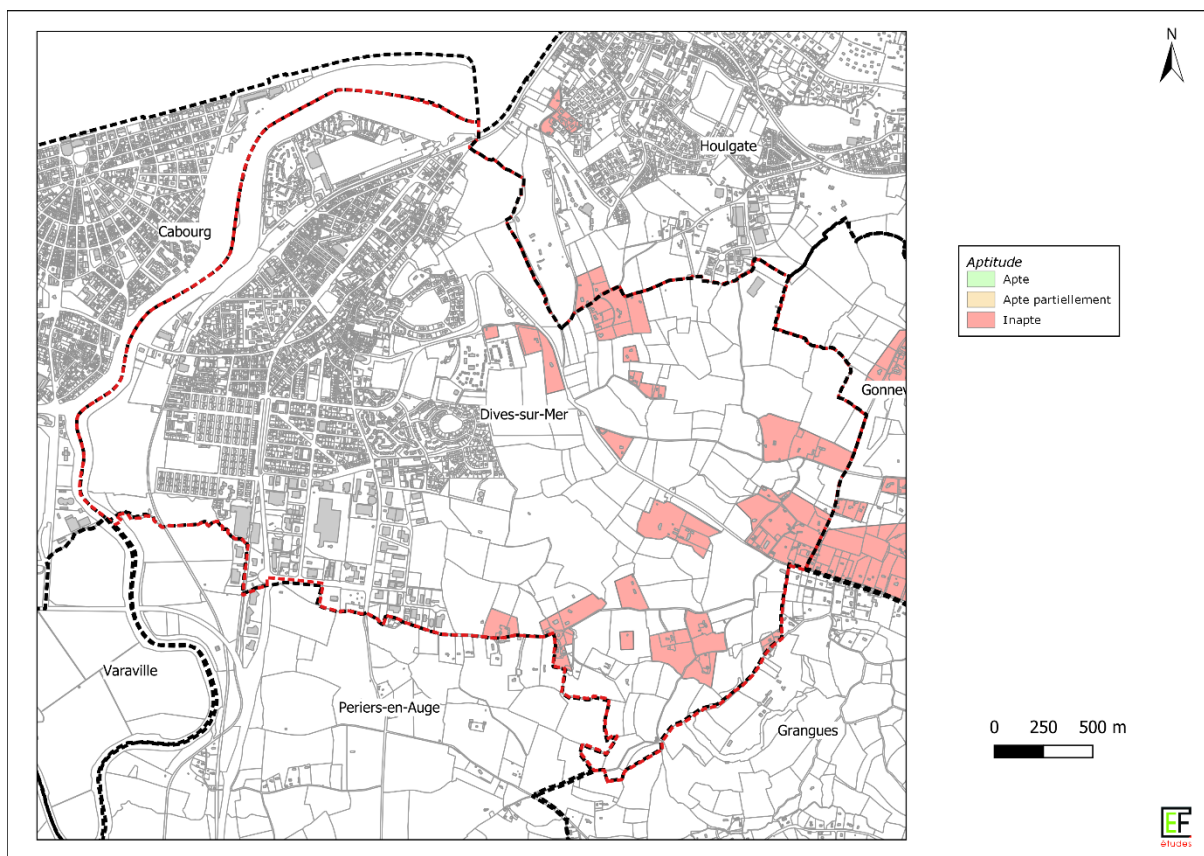 N
Houlgate
Cabourg
Aptitude
Apte
Apte partiellement
Inapte
Gonnev
Dives-sur-Mer
Varaville
Periers-en-Auge
Grangues
0 250 500 m
EF
études